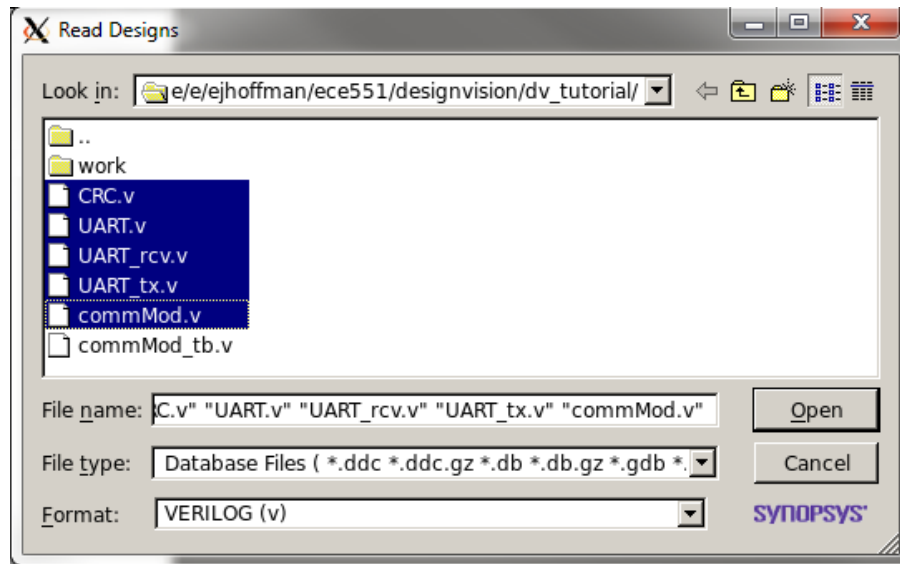 Read Designs
Look in: e/e/ejhoffman/ece551/designvision/dv_tutorial/
..
work
CRC.v
UART.v
UART_rcv.v
UART_tx.v
commMod.v
commMod_tb.v
File name: C.v" "UART.v" "UART_rcv.v" "UART_tx.v" "commMod.v" Open
File type: Database Files ( *.ddc *.ddc.gz *.db *.db.gz *.gdb *. Cancel
Format: VERILOG (v) SYNOPSYS®